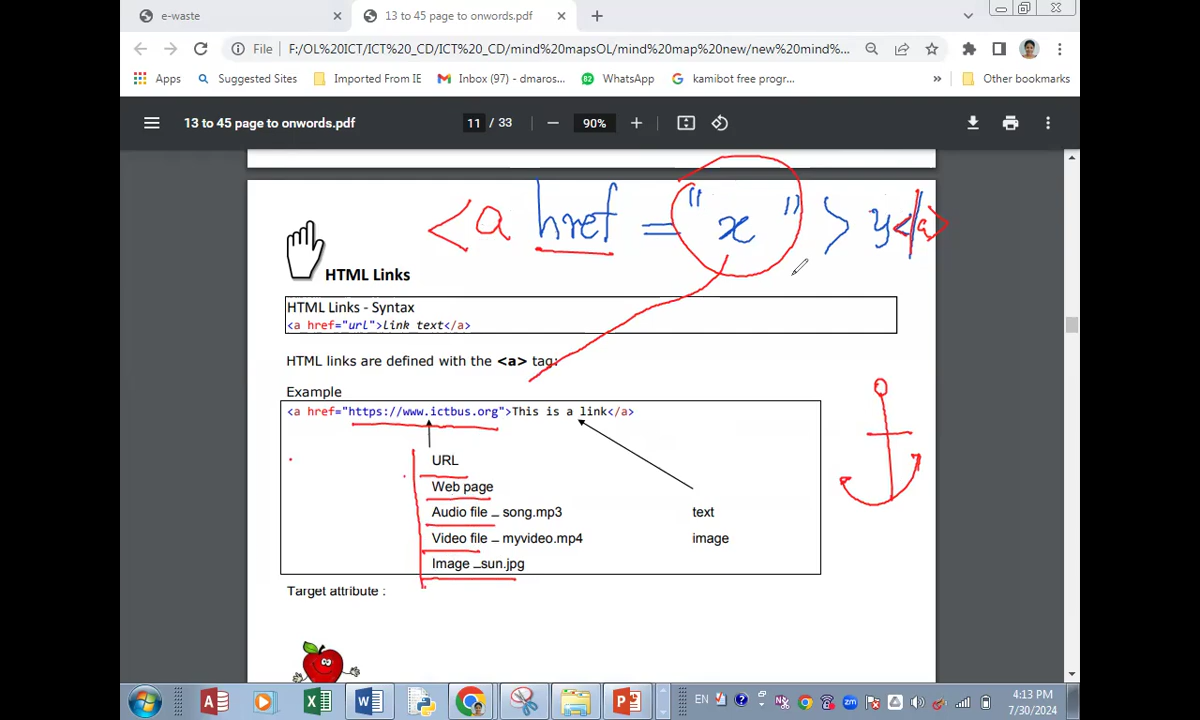 e-waste
13 to 45 page to onwords.pdf
File F:/OL%20ICT/ICT%20_CD/ICT%20_CD/mind%20mapsOL/mind%20map%20new/new%20mind%...
Apps Suggested Sites Imported From IE Inbox (97) - dmaros... WhatsApp kamibot free progr... » Other bookmarks
13 to 45 page to onwords.pdf 11 / 33 — 90% +
<a href = "x" > y</a>
HTML Links
HTML Links - Syntax
<a href="url">Link text</a>
HTML links are defined with the <a> tag:
Example
<a href="https://www.ictbus.org">This is a link</a>
URL
Web page
Audio file – song.mp3 text
Video file – myvideo.mp4 image
Image –sun.jpg
Target attribute :
EN 4:13 PM
7/30/2024